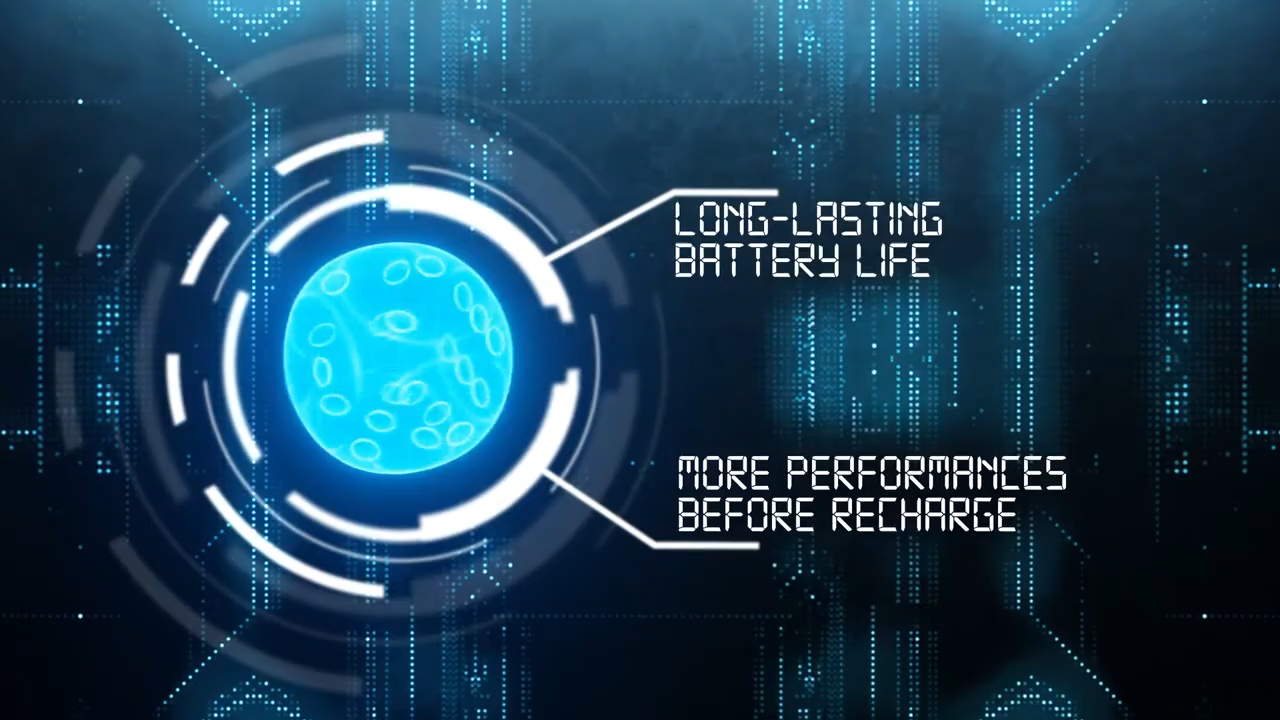 LONG-LASTING
BATTERY LIFE
MORE PERFORMANCES
BEFORE RECHARGE